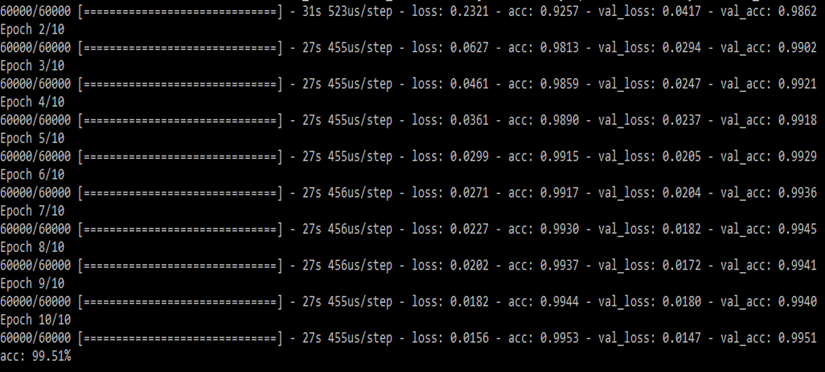 60000/60000 [==============================] - 31s 523us/step - loss: 0.2321 - acc: 0.9257 - val_loss: 0.0417 - val_acc: 0.9862
Epoch 2/10
60000/60000 [==============================] - 27s 455us/step - loss: 0.0627 - acc: 0.9813 - val_loss: 0.0294 - val_acc: 0.9902
Epoch 3/10
60000/60000 [==============================] - 27s 455us/step - loss: 0.0461 - acc: 0.9859 - val_loss: 0.0247 - val_acc: 0.9921
Epoch 4/10
60000/60000 [==============================] - 27s 455us/step - loss: 0.0361 - acc: 0.9890 - val_loss: 0.0237 - val_acc: 0.9918
Epoch 5/10
60000/60000 [==============================] - 27s 455us/step - loss: 0.0299 - acc: 0.9915 - val_loss: 0.0205 - val_acc: 0.9929
Epoch 6/10
60000/60000 [==============================] - 27s 456us/step - loss: 0.0271 - acc: 0.9917 - val_loss: 0.0204 - val_acc: 0.9936
Epoch 7/10
60000/60000 [==============================] - 27s 456us/step - loss: 0.0227 - acc: 0.9930 - val_loss: 0.0182 - val_acc: 0.9945
Epoch 8/10
60000/60000 [==============================] - 27s 456us/step - loss: 0.0202 - acc: 0.9937 - val_loss: 0.0172 - val_acc: 0.9941
Epoch 9/10
60000/60000 [==============================] - 27s 455us/step - loss: 0.0182 - acc: 0.9944 - val_loss: 0.0180 - val_acc: 0.9940
Epoch 10/10
60000/60000 [==============================] - 27s 455us/step - loss: 0.0156 - acc: 0.9953 - val_loss: 0.0147 - val_acc: 0.9951
acc: 99.51%